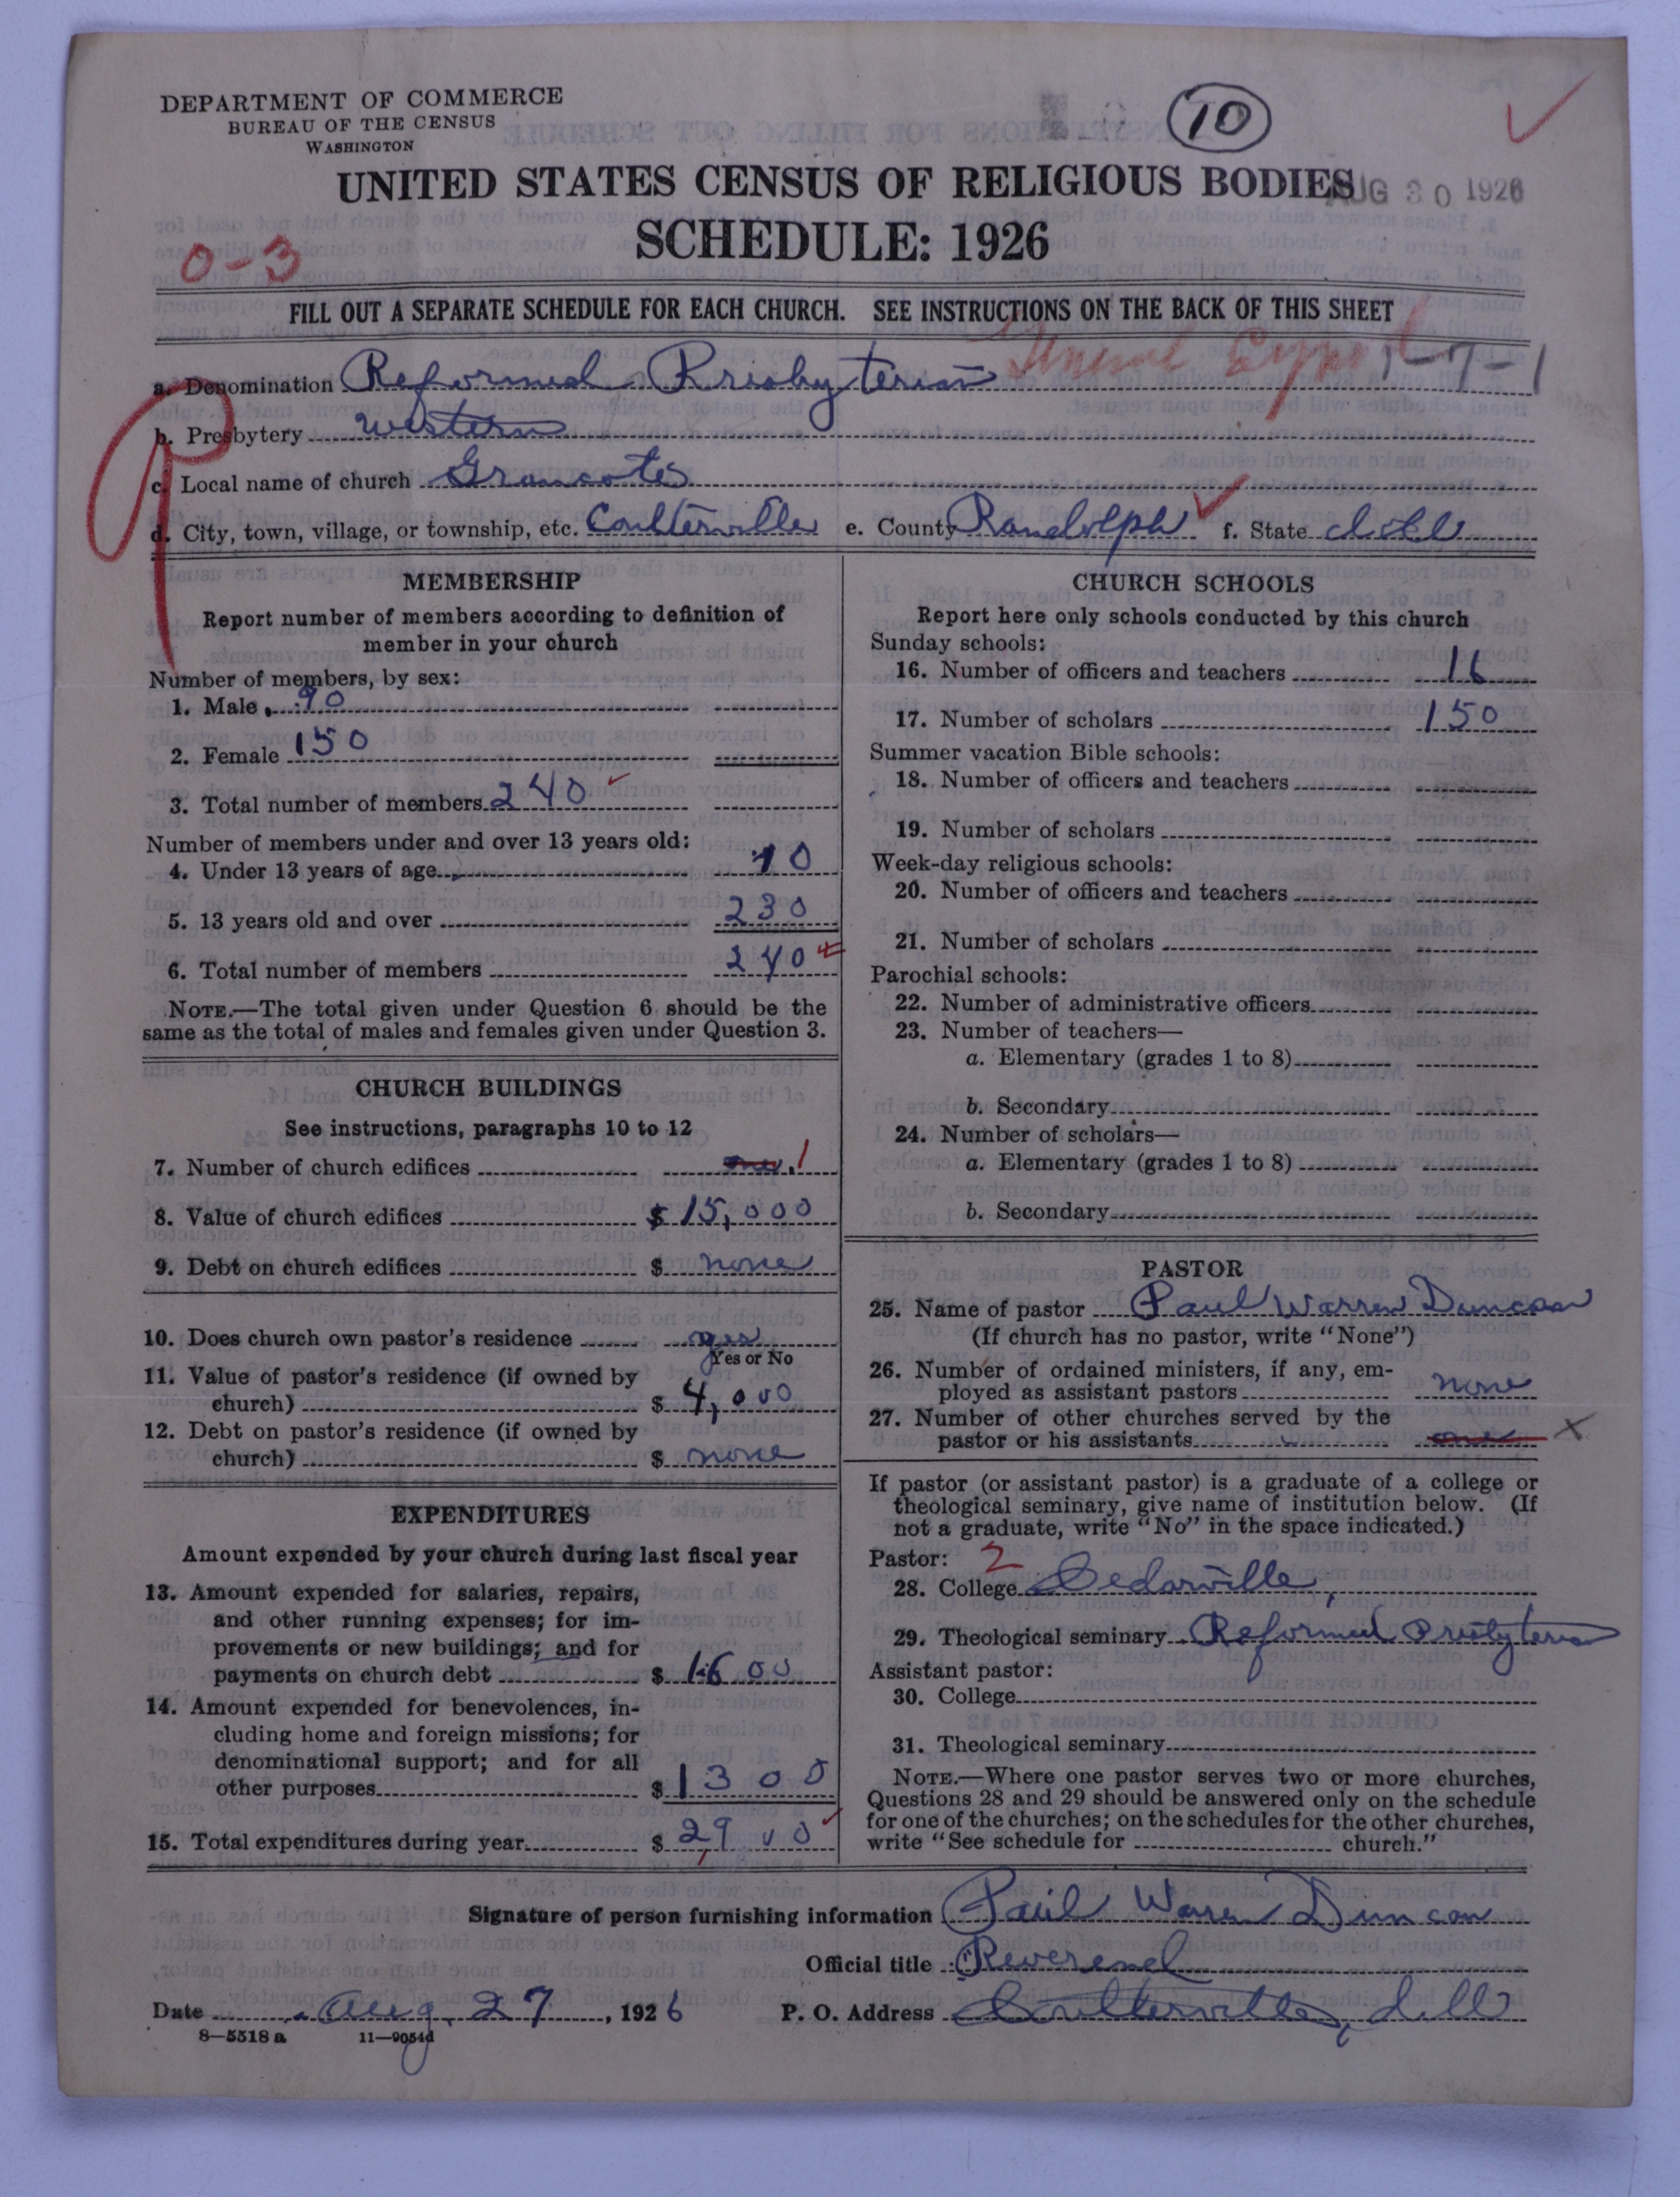 DEPARTMENT OF COMMERCE
BUREAU OF THE CENSUS
WASHINGTON
10
UNITED STATES CENSUS OF RELIGIOUS BODIES
AUG 30 1926
SCHEDULE: 1926
0-3
FILL OUT A SEPARATE SCHEDULE FOR EACH CHURCH. SEE INSTRUCTIONS ON THE BACK OF THIS SHEET
a. Denomination Reformed Presbyterian General Synod 1-7-1
b. Presbytery Western
c. Local name of church Grancote
d. City, town, village, or township, etc. Coulterville e. County Randolph f. State Ill
MEMBERSHIP
Report number of members according to definition of
member in your church
Number of members, by sex:
1. Male 90
2. Female 150
3. Total number of members 240
Number of members under and over 13 years old:
4. Under 13 years of age 10
5. 13 years old and over 230
6. Total number of members 240
NOTE.—The total given under Question 6 should be the
same as the total of males and females given under Question 3.
CHURCH BUILDINGS
See instructions, paragraphs 10 to 12
7. Number of church edifices one 1
8. Value of church edifices $ 15,000
9. Debt on church edifices $ none
10. Does church own pastor's residence yes
Yes or No
11. Value of pastor's residence (if owned by
church) $ 4,000
12. Debt on pastor's residence (if owned by
church) $ none
EXPENDITURES
Amount expended by your church during last fiscal year
13. Amount expended for salaries, repairs,
and other running expenses; for im-
provements or new buildings; and for
payments on church debt $ 1600
14. Amount expended for benevolences, in-
cluding home and foreign missions; for
denominational support; and for all
other purposes $ 1300
15. Total expenditures during year $ 2900
CHURCH SCHOOLS
Report here only schools conducted by this church
Sunday schools:
16. Number of officers and teachers 16
17. Number of scholars 150
Summer vacation Bible schools:
18. Number of officers and teachers
19. Number of scholars
Week-day religious schools:
20. Number of officers and teachers
21. Number of scholars
Parochial schools:
22. Number of administrative officers
23. Number of teachers—
a. Elementary (grades 1 to 8)
b. Secondary
24. Number of scholars—
a. Elementary (grades 1 to 8)
b. Secondary
PASTOR
25. Name of pastor Paul Warren Duncan
(If church has no pastor, write "None")
26. Number of ordained ministers, if any, em-
ployed as assistant pastors none
27. Number of other churches served by the
pastor or his assistants one X
If pastor (or assistant pastor) is a graduate of a college or
theological seminary, give name of institution below. (If
not a graduate, write "No" in the space indicated.)
Pastor: 2
28. College Cedarville,
29. Theological seminary Reformed Presbyterian
Assistant pastor:
30. College
31. Theological seminary
NOTE.—Where one pastor serves two or more churches,
Questions 28 and 29 should be answered only on the schedule
for one of the churches; on the schedules for the other churches,
write "See schedule for church."
Signature of person furnishing information Paul Warren Duncan
Official title Reverend
Date Aug. 27, 1926 P. O. Address Coulterville, Ill
8—5518 a 11—9054d